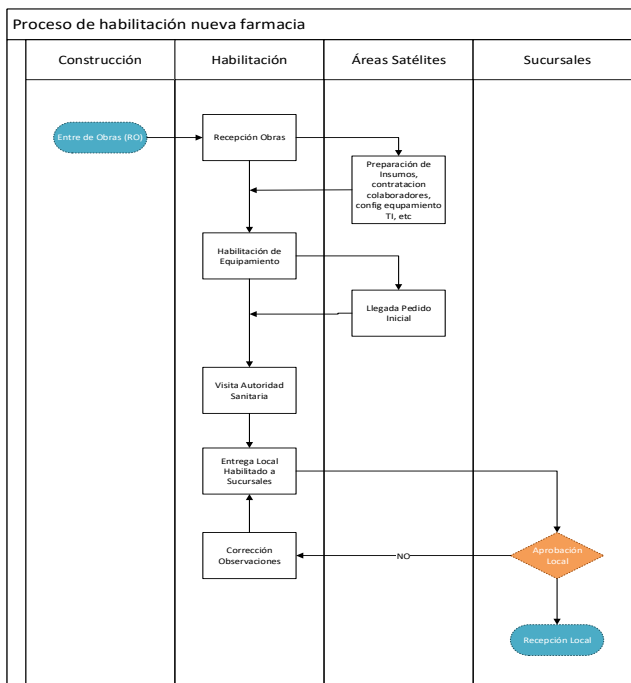 Proceso de habilitación nueva farmacia
Construcción
Habilitación
Áreas Satélites
Sucursales
Entre de Obras (RO)
Recepción Obras
Preparación de
Insumos,
contratacion
colaboradores,
config equpamiento
TI, etc
Habilitación de
Equipamiento
Llegada Pedido
Inicial
Visita Autoridad
Sanitaria
Entrega Local
Habilitado a
Sucursales
Corrección
Observaciones
NO
Aprobación
Local
Recepción Local